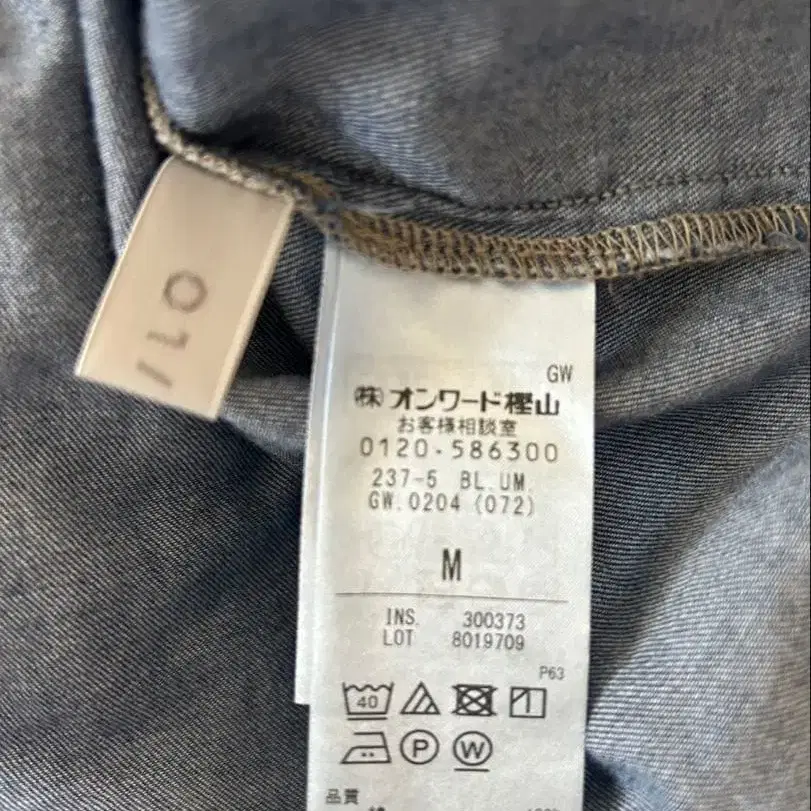 GW
㈱オンワード樫山
お客様相談室
0120-586300
237-5 BL.UM.
GW.0204 (072)
M
INS. 300373
LOT 8019709
P63
40
P
W
品質